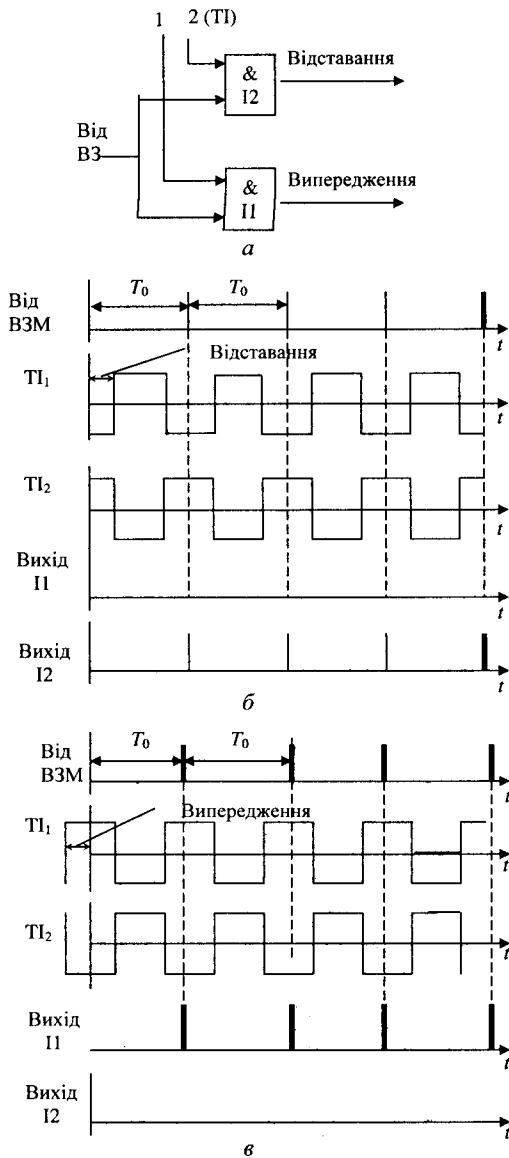 1
2 (ТІ)
&
І2
Відставання
Від
ВЗ
&
І1
Випередження
а
Від
ВЗМ
T₀
T₀
t
ТІ₁
Відставання
t
ТІ₂
t
Вихід
І1
t
Вихід
І2
t
б
Від
ВЗМ
T₀
T₀
t
ТІ₁
Випередження
t
ТІ₂
t
Вихід
І1
t
Вихід
І2
t
в